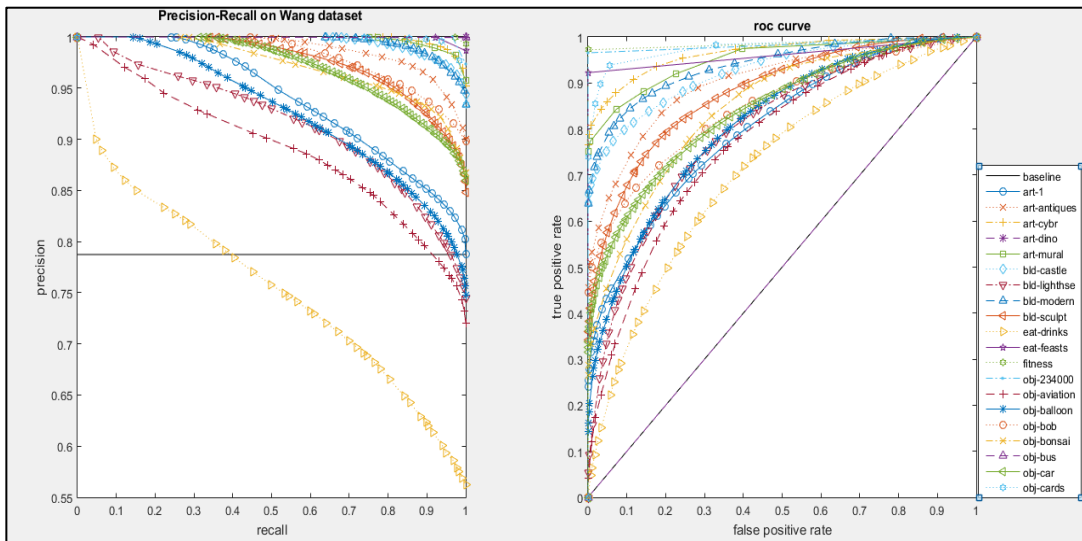 Precision-Recall on Wang dataset
1
0.95
0.9
0.85
0.8
0.75
0.7
0.65
0.6
0.55
precision
0 0.1 0.2 0.3 0.4 0.5 0.6 0.7 0.8 0.9 1
recall
roc curve
1
0.9
0.8
0.7
0.6
0.5
0.4
0.3
0.2
0.1
0
true positive rate
0 0.1 0.2 0.3 0.4 0.5 0.6 0.7 0.8 0.9 1
false positive rate
baseline
art-1
art-antiques
art-cybr
art-dino
art-mural
bld-castle
bld-lighthse
bld-modern
bld-sculpt
eat-drinks
eat-feasts
fitness
obj-234000
obj-aviation
obj-balloon
obj-bob
obj-bonsai
obj-bus
obj-car
obj-cards